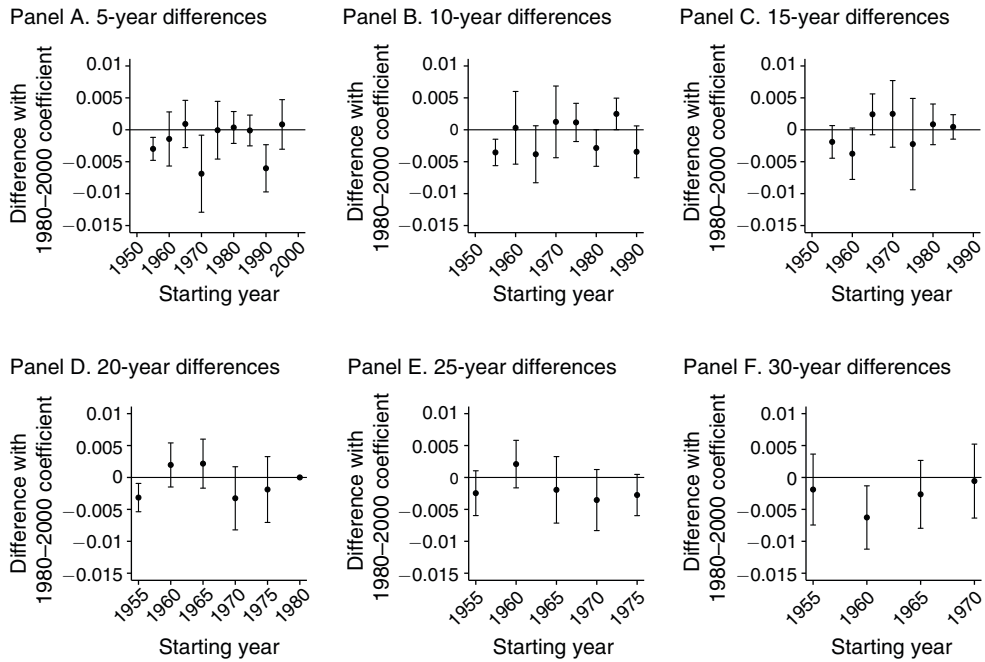 Panel A. 5-year differences
Difference with
1980–2000 coefficient
0.01
0.005
0
−0.005
−0.01
−0.015
1950
1960
1970
1980
1990
2000
Starting year
Panel B. 10-year differences
Difference with
1980–2000 coefficient
0.01
0.005
0
−0.005
−0.01
−0.015
1950
1960
1970
1980
1990
Starting year
Panel C. 15-year differences
Difference with
1980–2000 coefficient
0.01
0.005
0
−0.005
−0.01
−0.015
1950
1960
1970
1980
1990
Starting year
Panel D. 20-year differences
Difference with
1980–2000 coefficient
0.01
0.005
0
−0.005
−0.01
−0.015
1955
1960
1965
1970
1975
1980
Starting year
Panel E. 25-year differences
Difference with
1980–2000 coefficient
0.01
0.005
0
−0.005
−0.01
−0.015
1955
1960
1965
1970
1975
Starting year
Panel F. 30-year differences
Difference with
1980–2000 coefficient
0.01
0.005
0
−0.005
−0.01
−0.015
1955
1960
1965
1970
Starting year